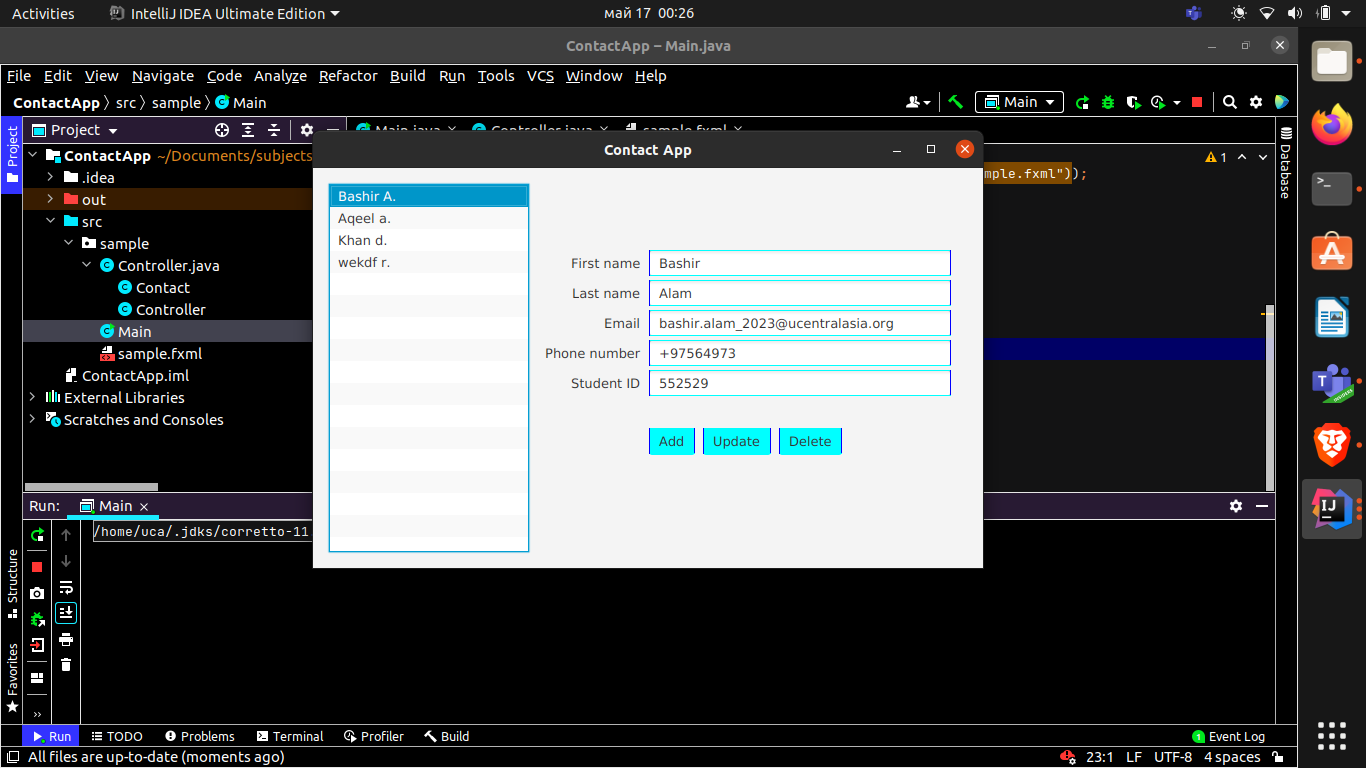 Activities IntelliJ IDEA Ultimate Edition май 17 00:26
ContactApp – Main.java
File Edit View Navigate Code Analyze Refactor Build Run Tools VCS Window Help
ContactApp src sample Main Main
Project Main.java Controller.java sample.fxml
Project
Database
ContactApp ~/Documents/subjects
.idea
out
src
sample
Controller.java
Contact
Controller
Main
sample.fxml
ContactApp.iml
External Libraries
Scratches and Consoles
1
mple.fxml"));
Contact App
Bashir A.
Aqeel a.
Khan d.
wekdf r.
First name Bashir
Last name Alam
Email bashir.alam_2023@ucentralasia.org
Phone number +97564973
Student ID 552529
Add Update Delete
Run: Main
/home/uca/.jdks/corretto-11
Structure
Favorites
Run TODO Problems Terminal Profiler Build 1 Event Log
All files are up-to-date (moments ago) 23:1 LF UTF-8 4 spaces